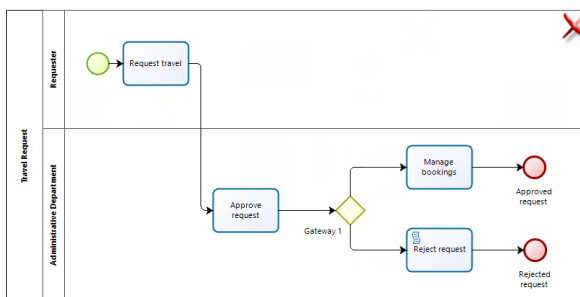 Travel Request
Requester
Request travel
Administrative Department
Approve
request
Gateway 1
Manage
bookings
Approved
request
Reject request
Rejected
request